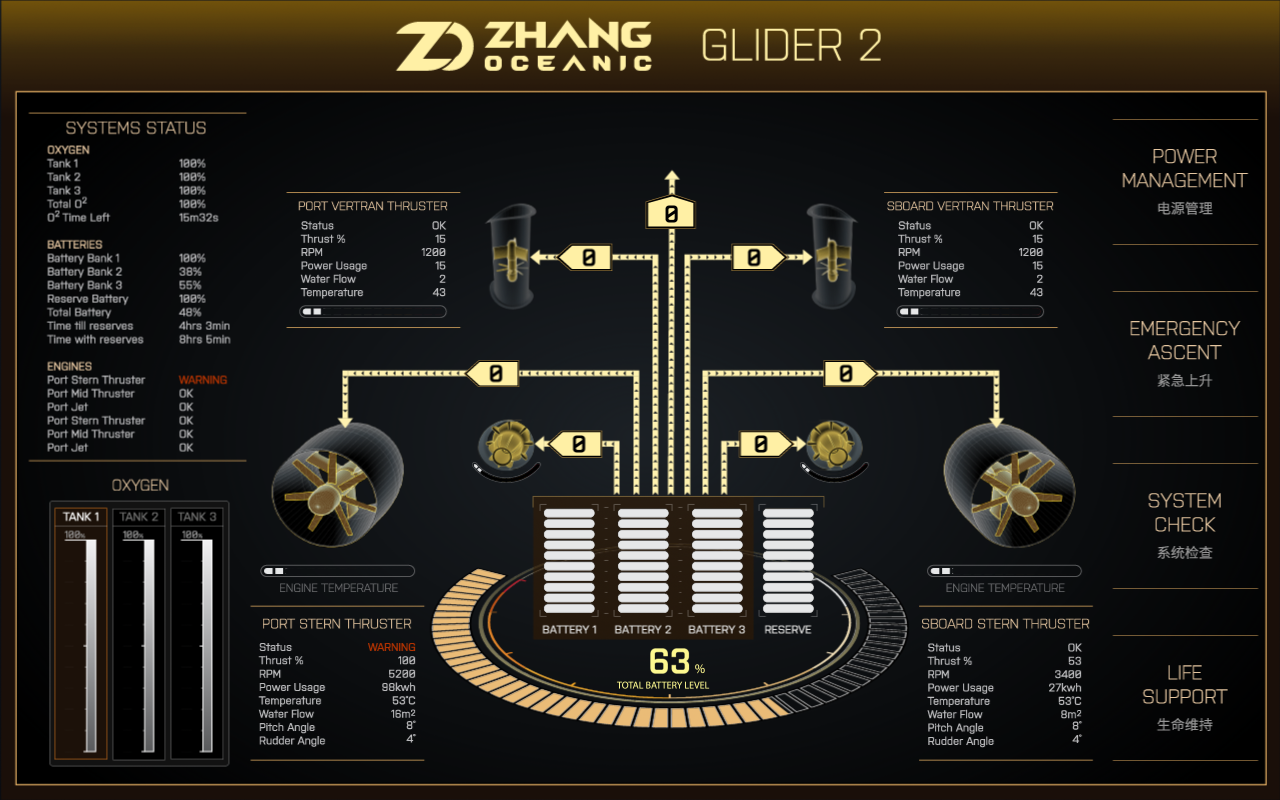 ZHANG
OCEANIC
GLIDER 2
SYSTEMS STATUS
OXYGEN
Tank 1 100%
Tank 2 100%
Tank 3 100%
Total O² 100%
O² Time Left 15m32s
BATTERIES
Battery Bank 1 100%
Battery Bank 2 38%
Battery Bank 3 55%
Reserve Battery 100%
Total Battery 48%
Time till reserves 4hrs 3min
Time with reserves 8hrs 5min
ENGINES
Port Stern Thruster WARNING
Port Mid Thruster OK
Port Jet OK
Port Stern Thruster OK
Port Mid Thruster OK
Port Jet OK
OXYGEN
TANK 1 TANK 2 TANK 3
100% 100% 100%
PORT VERTRAN THRUSTER
Status OK
Thrust % 15
RPM 1200
Power Usage 15
Water Flow 2
Temperature 43
0
0
0
SBOARD VERTRAN THRUSTER
Status OK
Thrust % 15
RPM 1200
Power Usage 15
Water Flow 2
Temperature 43
0
0
0
0
ENGINE TEMPERATURE
PORT STERN THRUSTER
Status WARNING
Thrust % 100
RPM 5200
Power Usage 98kwh
Temperature 53°C
Water Flow 16m²
Pitch Angle 8°
Rudder Angle 4°
BATTERY 1 BATTERY 2 BATTERY 3 RESERVE
63 %
TOTAL BATTERY LEVEL
ENGINE TEMPERATURE
SBOARD STERN THRUSTER
Status OK
Thrust % 53
RPM 3400
Power Usage 27kwh
Temperature 53°C
Water Flow 8m²
Pitch Angle 8°
Rudder Angle 4°
POWER
MANAGEMENT
电源管理
EMERGENCY
ASCENT
紧急上升
SYSTEM
CHECK
系统检查
LIFE
SUPPORT
生命维持